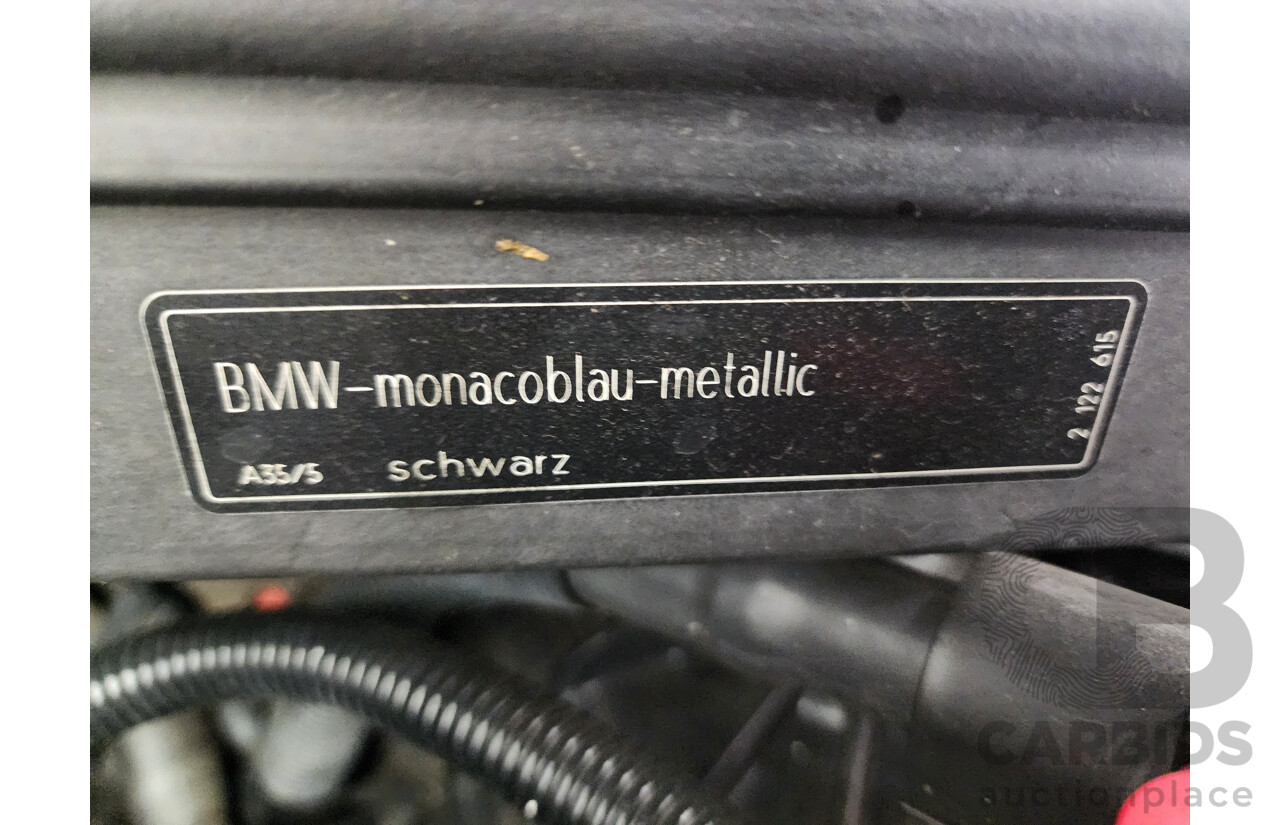 BMW-monacoblau-metallic
A35/5 schwarz
2 122 615
B
CARBIDS
auctionplace